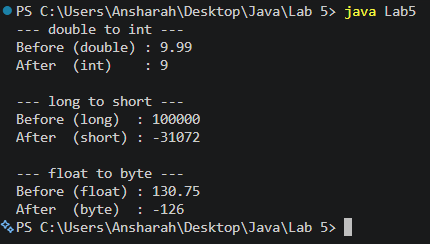 PS C:\Users\Ansharah\Desktop\Java\Lab 5> java Lab5
--- double to int ---
Before (double) : 9.99
After  (int)    : 9

--- long to short ---
Before (long)  : 100000
After  (short) : -31072

--- float to byte ---
Before (float) : 130.75
After  (byte)  : -126
PS C:\Users\Ansharah\Desktop\Java\Lab 5>